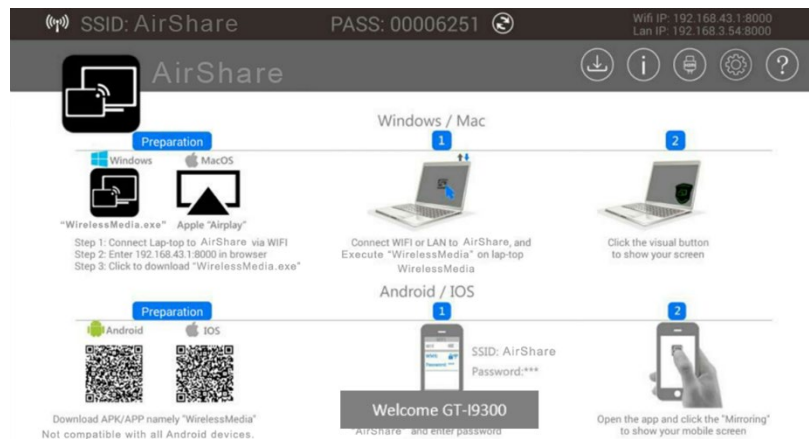 SSID: AirShare
PASS: 00006251
Wifi IP: 192.168.43.1:8000
Lan IP: 192.168.3.54:8000
AirShare
Windows / Mac
Preparation
1
2
Windows
MacOS
"WirelessMedia.exe"
Apple "Airplay"
Step 1: Connect Lap-top to AirShare via WIFI
Step 2: Enter 192.168.43.1:8000 in browser
Step 3: Click to download "WirelessMedia.exe"
Connect WIFI or LAN to AirShare, and
Execute "WirelessMedia" on lap-top
WirelessMedia
Click the visual button
to show your screen
Android / IOS
Preparation
1
2
Android
IOS
SSID: AirShare
Password:***
Download APK/APP namely "WirelessMedia"
Not compatible with all Android devices.
Welcome GT-I9300
"AirShare" and enter password
Open the app and click the "Mirroring"
to show your mobile screen